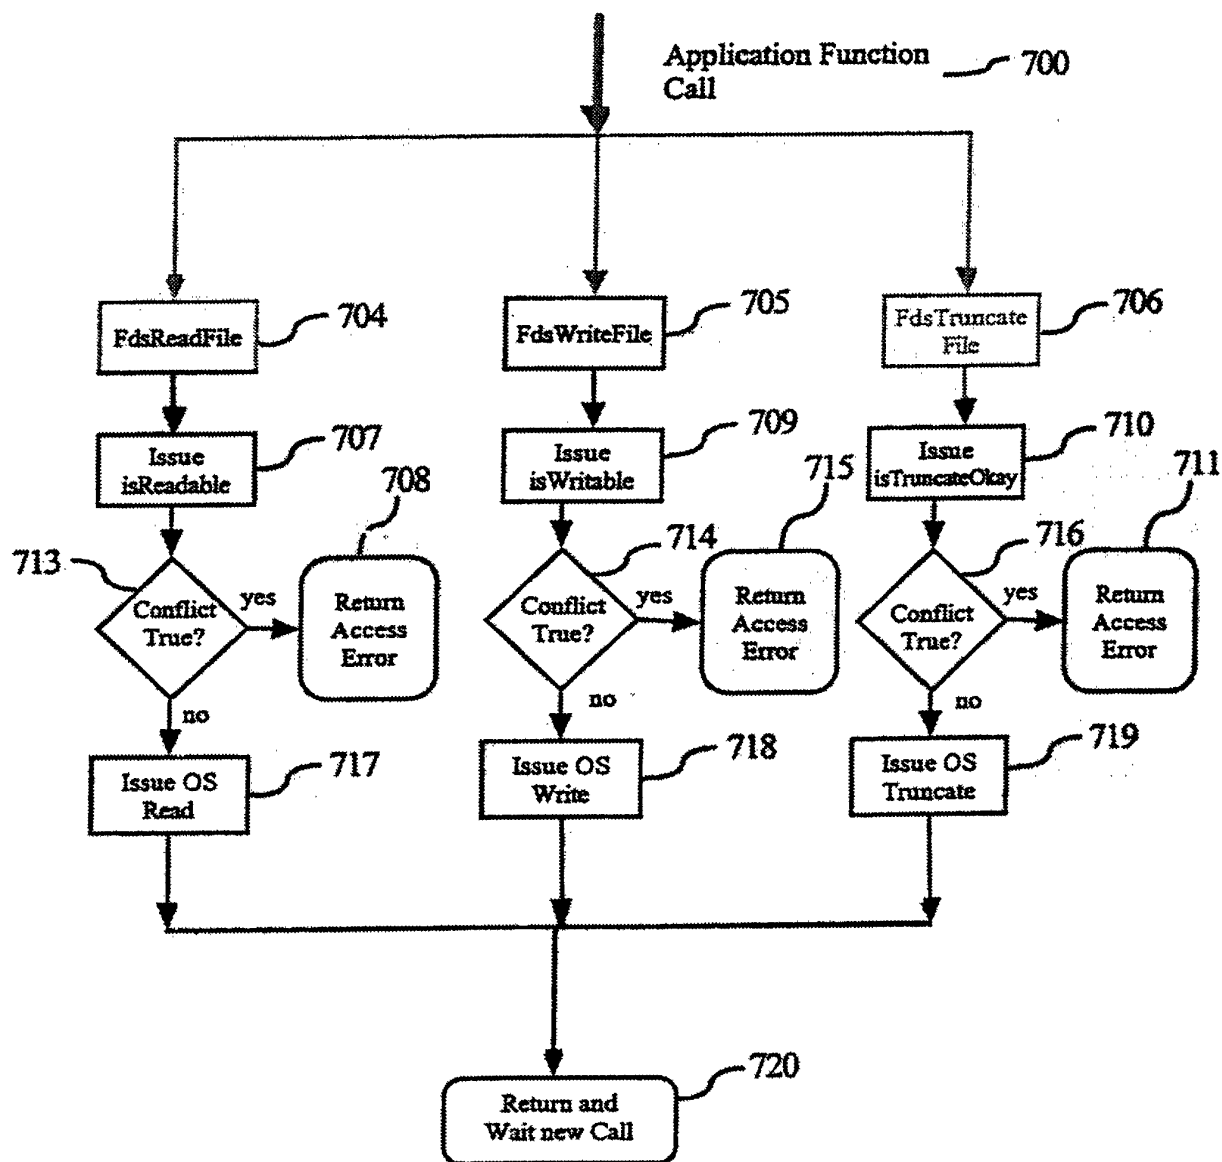 Application Function
Call
700
FdsReadFile
704
FdsWriteFile
705
FdsTruncate
File
706
Issue
isReadable
707
Issue
isWritable
709
Issue
isTruncateOkay
710
708
715
711
713
Conflict
True?
yes
Return
Access
Error
714
Conflict
True?
yes
Return
Access
Error
716
Conflict
True?
yes
Return
Access
Error
no
no
no
Issue OS
Read
717
Issue OS
Write
718
Issue OS
Truncate
719
Return and
Wait new Call
720